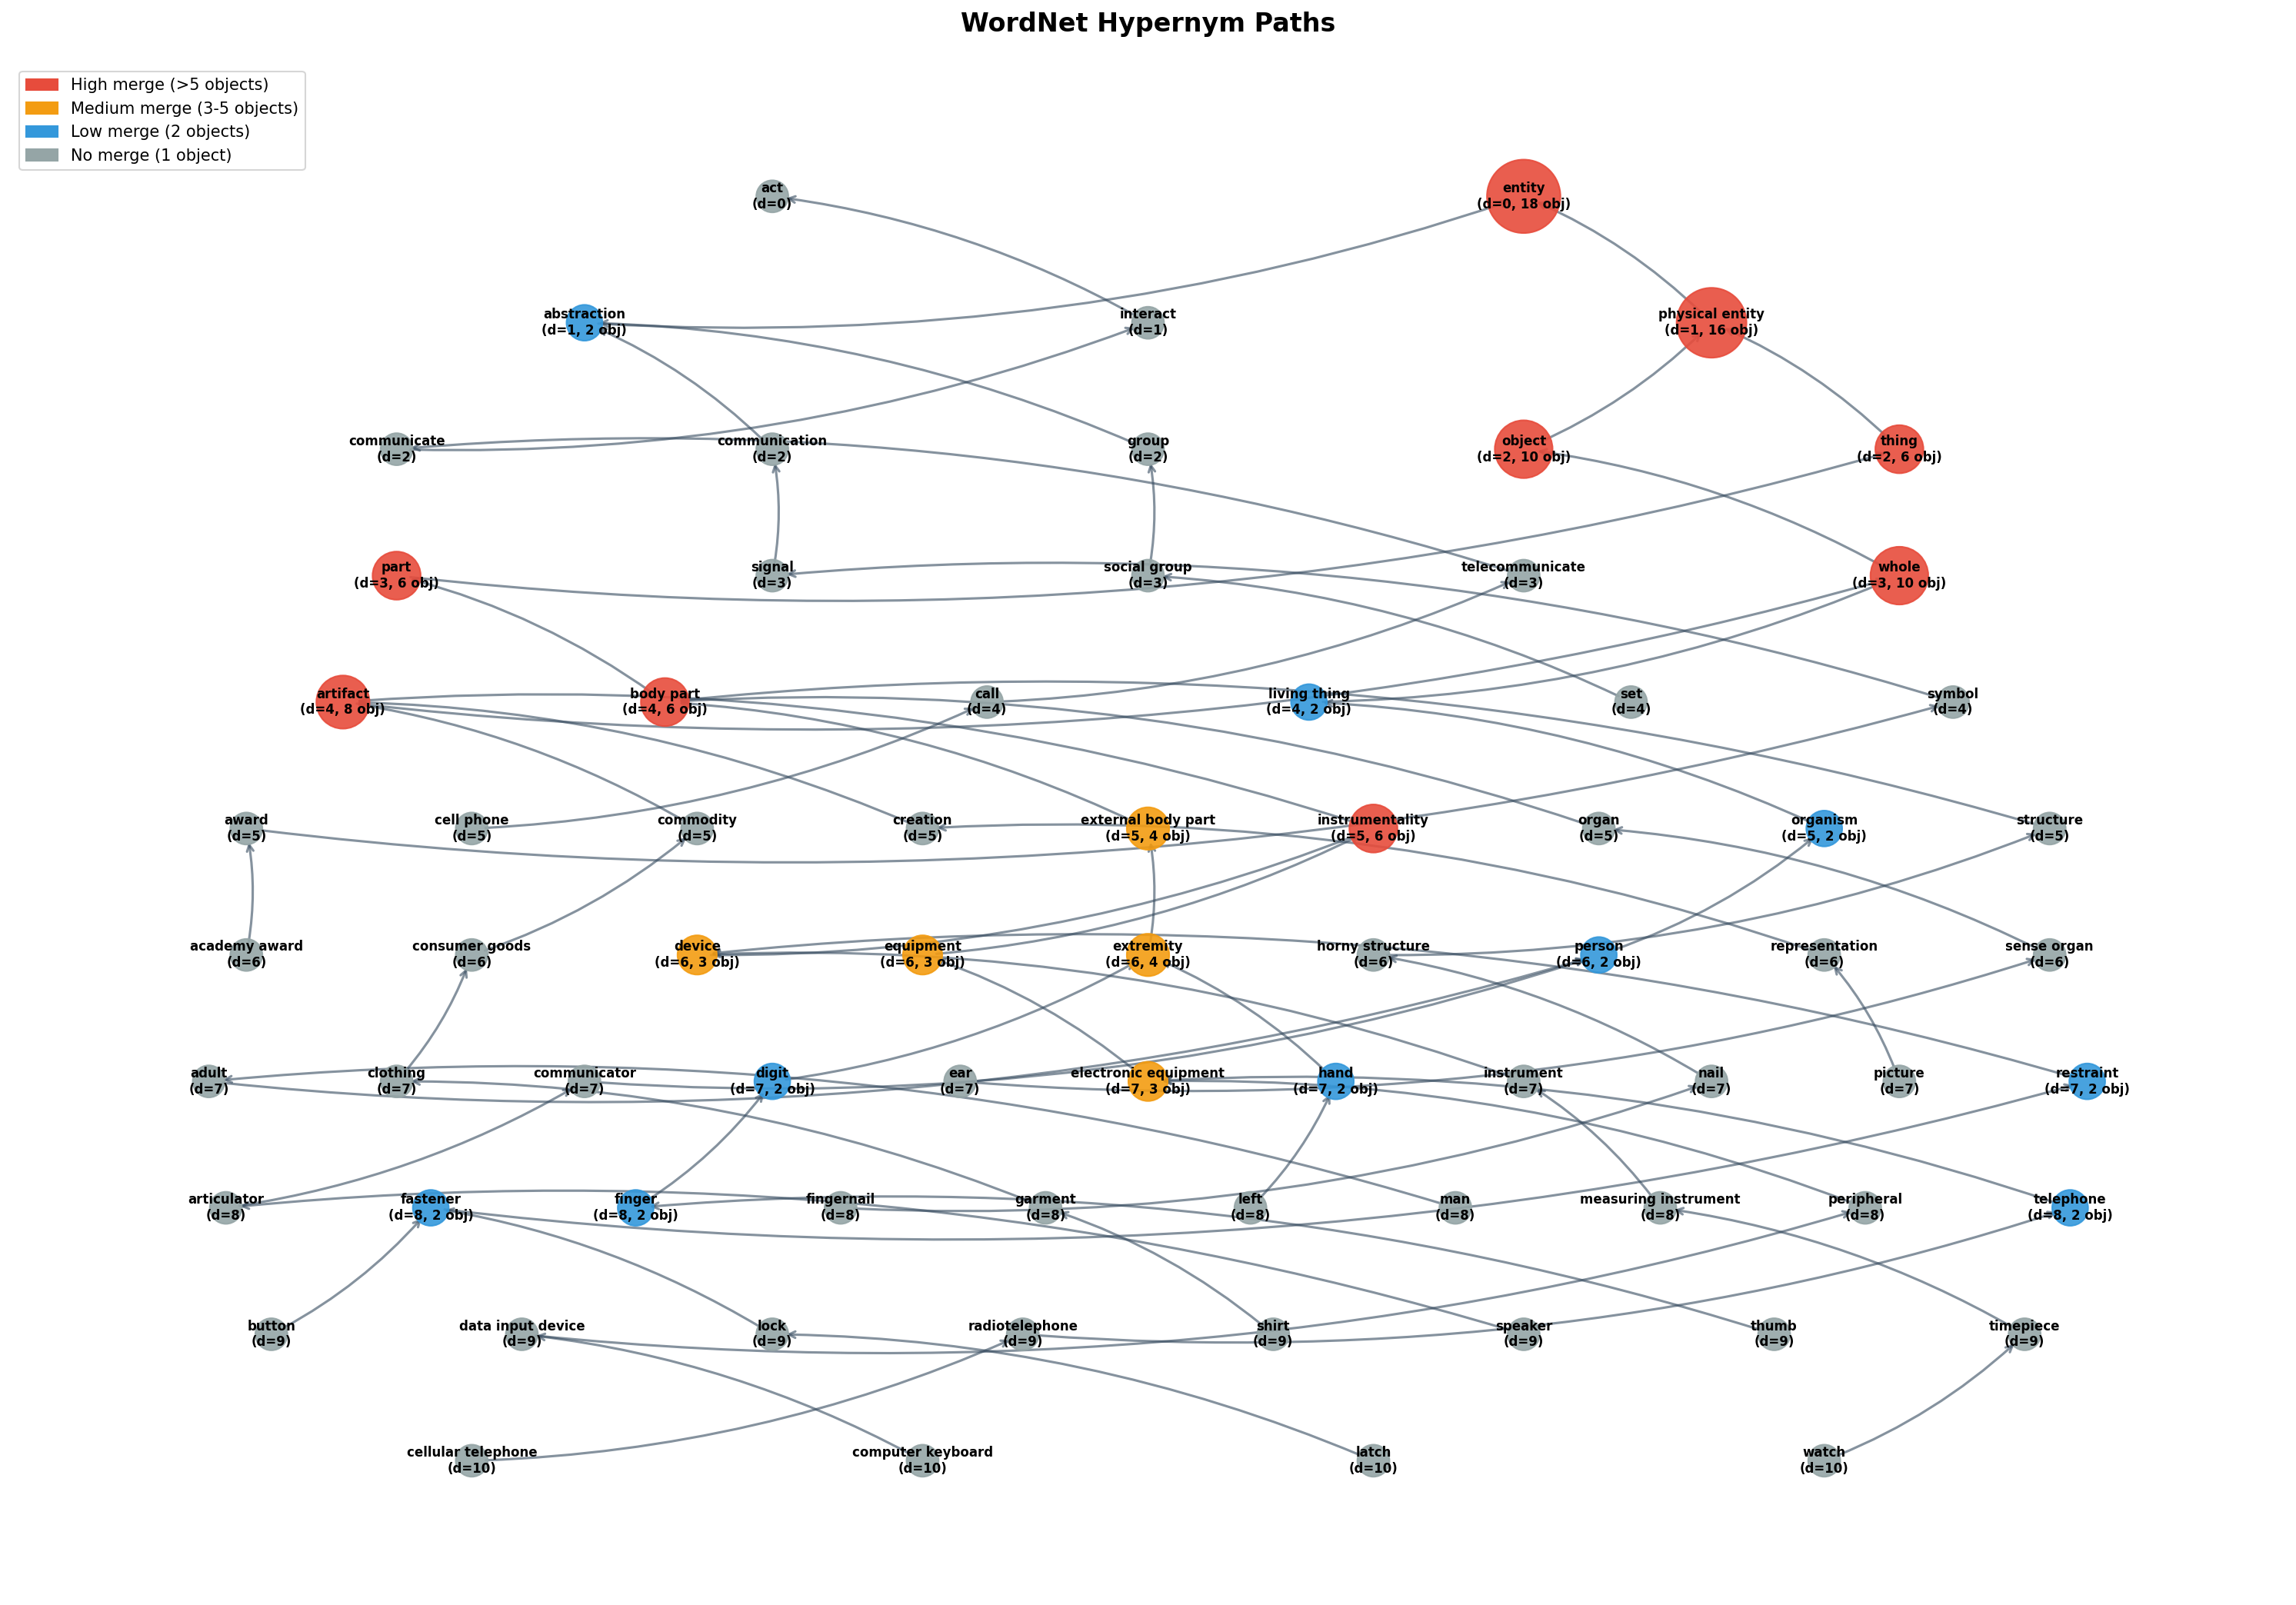 WordNet Hypernym Paths
High merge (>5 objects)
Medium merge (3-5 objects)
Low merge (2 objects)
No merge (1 object)
act
(d=0)
entity
(d=0, 18 obj)
abstraction
(d=1, 2 obj)
interact
(d=1)
physical entity
(d=1, 16 obj)
communicate
(d=2)
communication
(d=2)
group
(d=2)
object
(d=2, 10 obj)
thing
(d=2, 6 obj)
part
(d=3, 6 obj)
signal
(d=3)
social group
(d=3)
telecommunicate
(d=3)
whole
(d=3, 10 obj)
artifact
(d=4, 8 obj)
body part
(d=4, 6 obj)
call
(d=4)
living thing
(d=4, 2 obj)
set
(d=4)
symbol
(d=4)
award
(d=5)
cell phone
(d=5)
commodity
(d=5)
creation
(d=5)
external body part
(d=5, 4 obj)
instrumentality
(d=5, 6 obj)
organ
(d=5)
organism
(d=5, 2 obj)
structure
(d=5)
academy award
(d=6)
consumer goods
(d=6)
device
(d=6, 3 obj)
equipment
(d=6, 3 obj)
extremity
(d=6, 4 obj)
horny structure
(d=6)
person
(d=6, 2 obj)
representation
(d=6)
sense organ
(d=6)
adult
(d=7)
clothing
(d=7)
communicator
(d=7)
digit
(d=7, 2 obj)
ear
(d=7)
electronic equipment
(d=7, 3 obj)
hand
(d=7, 2 obj)
instrument
(d=7)
nail
(d=7)
picture
(d=7)
restraint
(d=7, 2 obj)
articulator
(d=8)
fastener
(d=8, 2 obj)
finger
(d=8, 2 obj)
fingernail
(d=8)
garment
(d=8)
left
(d=8)
man
(d=8)
measuring instrument
(d=8)
peripheral
(d=8)
telephone
(d=8, 2 obj)
button
(d=9)
data input device
(d=9)
lock
(d=9)
radiotelephone
(d=9)
shirt
(d=9)
speaker
(d=9)
thumb
(d=9)
timepiece
(d=9)
cellular telephone
(d=10)
computer keyboard
(d=10)
latch
(d=10)
watch
(d=10)